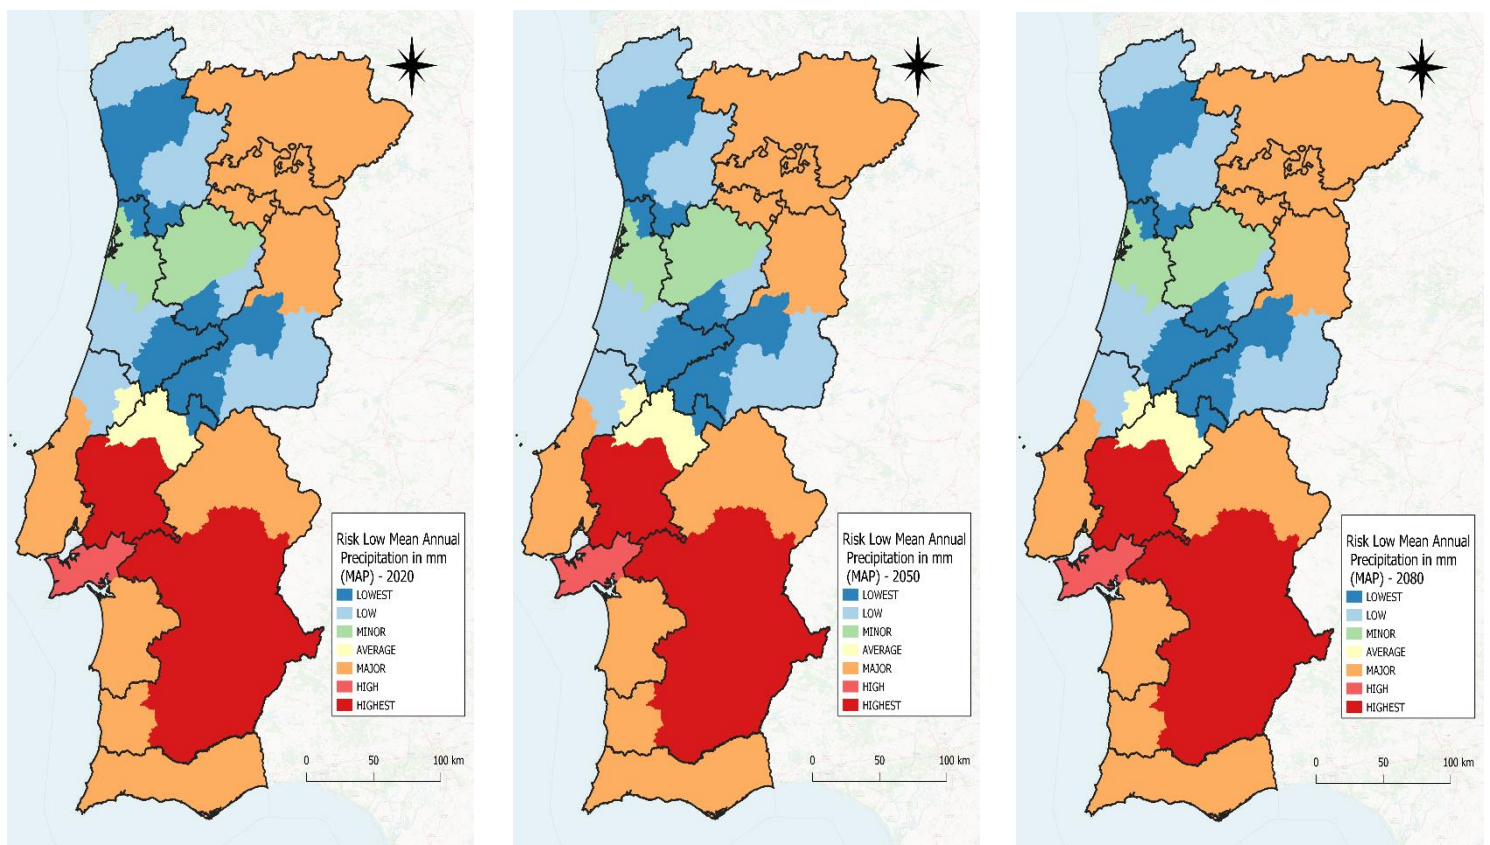 Risk Low Mean Annual
Precipitation in mm
(MAP) - 2020
LOWEST
LOW
MINOR
AVERAGE
MAJOR
HIGH
HIGHEST
0 50 100 km
Risk Low Mean Annual
Precipitation in mm
(MAP) - 2050
LOWEST
LOW
MINOR
AVERAGE
MAJOR
HIGH
HIGHEST
0 50 100 km
Risk Low Mean Annual
Precipitation in mm
(MAP) - 2080
LOWEST
LOW
MINOR
AVERAGE
MAJOR
HIGH
HIGHEST
0 50 100 km